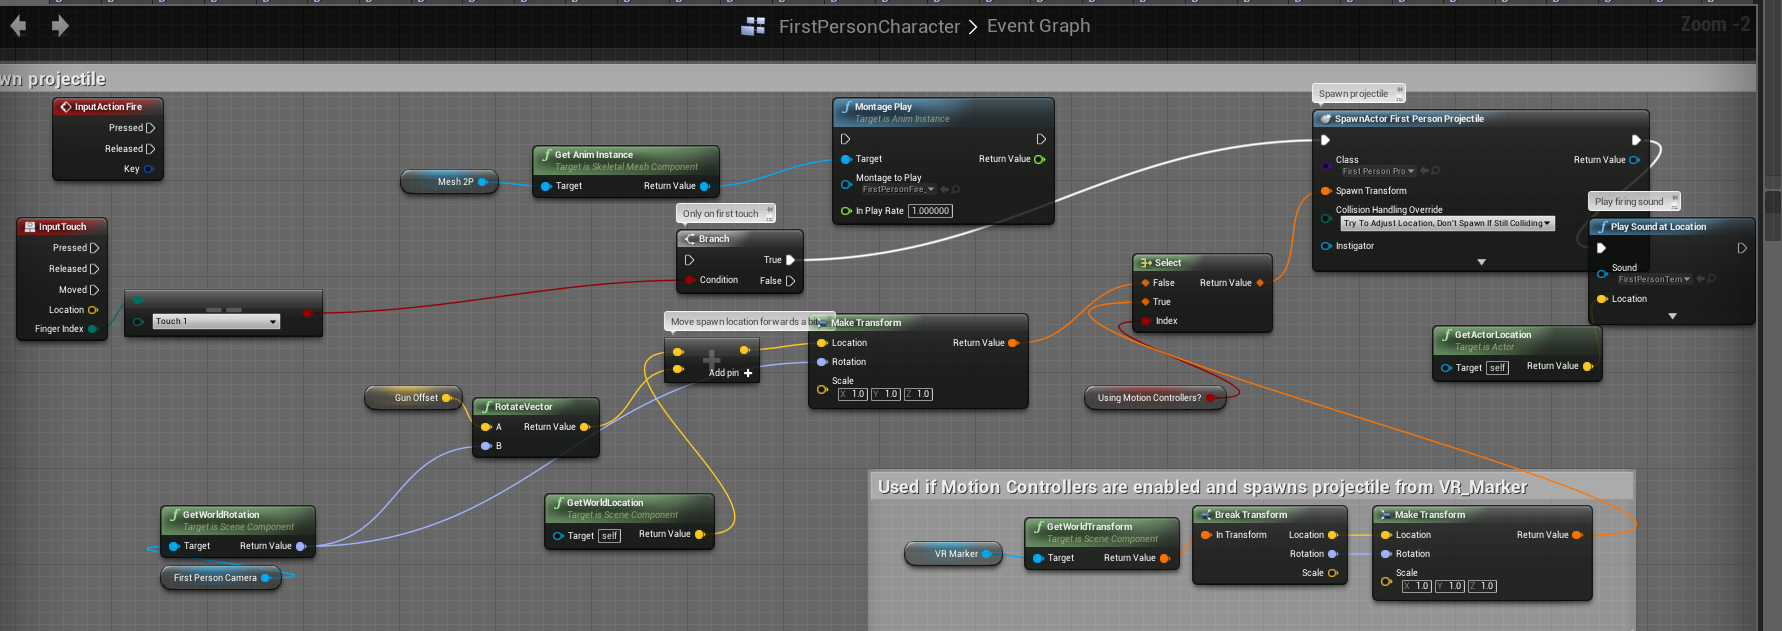 FirstPersonCharacter > Event Graph
Zoom -2
wn projectile
InputAction Fire
Pressed
Released
Key
InputTouch
Pressed
Released
Moved
Location
Finger Index
Touch 1
Mesh 2P
Get Anim Instance
Target is Skeletal Mesh Component
Target
Return Value
Only on first touch
Branch
True
Condition
False
Montage Play
Target is Anim Instance
Target
Return Value
Montage to Play
FirstPersonFire_
In Play Rate
1.000000
Spawn projectile
SpawnActor First Person Projectile
Class
Return Value
First Person Pro
Spawn Transform
Collision Handling Override
Try To Adjust Location, Don't Spawn If Still Colliding
Instigator
Play firing sound
Play Sound at Location
Sound
FirstPersonTem
Location
Select
False
Return Value
True
Index
GetActorLocation
Target is Actor
Target
self
Return Value
Move spawn location forwards a bit
Add pin
Make Transform
Location
Return Value
Rotation
Scale
X 1.0 Y 1.0 Z 1.0
Using Motion Controllers?
Gun Offset
RotateVector
A
Return Value
B
GetWorldRotation
Target is Scene Component
Target
Return Value
First Person Camera
GetWorldLocation
Target is Scene Component
Target
self
Return Value
Used if Motion Controllers are enabled and spawns projectile from VR_Marker
VR Marker
GetWorldTransform
Target is Scene Component
Target
Return Value
Break Transform
In Transform
Location
Rotation
Scale
Make Transform
Location
Return Value
Rotation
Scale
X 1.0 Y 1.0 Z 1.0